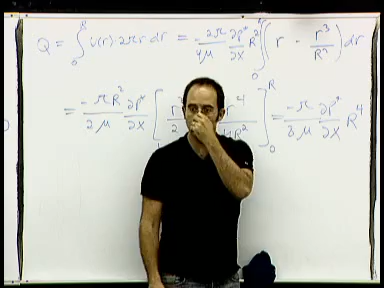 Q = ∫₀ᴿ v(r)·2πr dr = -2π/4μ ∂P*/∂x R² ∫₀ᴿ (r - r³/R²) dr
= -πR²/2μ ∂P*/∂x [r²/2 r⁴/4R²]₀ᴿ = -π/8μ ∂P*/∂x R⁴